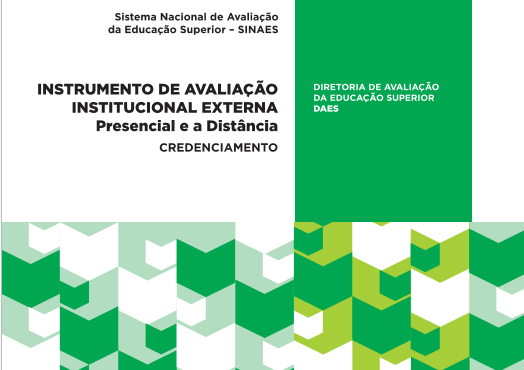 Sistema Nacional de Avaliação
da Educação Superior – SINAES
INSTRUMENTO DE AVALIAÇÃO
INSTITUCIONAL EXTERNA
Presencial e a Distância
CREDENCIAMENTO
DIRETORIA DE AVALIAÇÃO
DA EDUCAÇÃO SUPERIOR
DAES